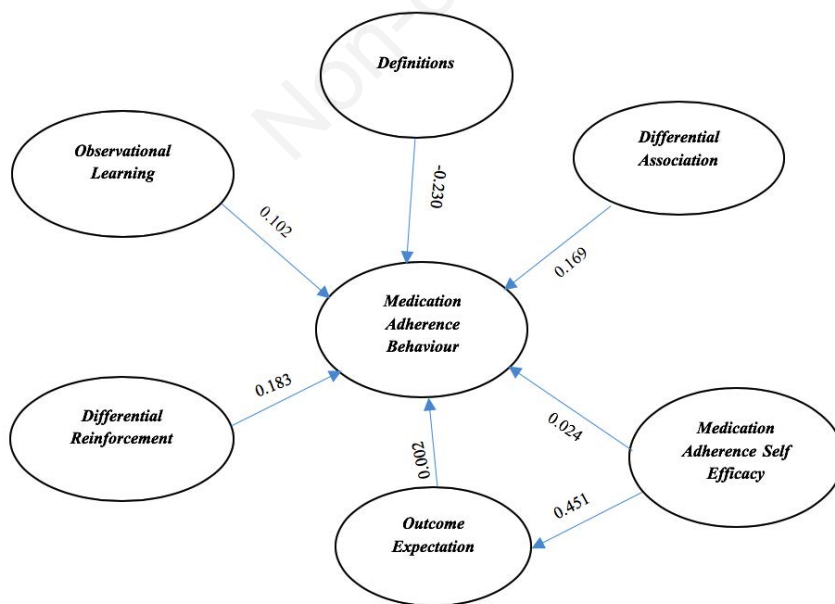 Definitions
Observational
Learning
Differential
Association
-0.230
0.102
0.169
Medication
Adherence
Behaviour
0.183
Differential
Reinforcement
0.024
0.002
Medication
Adherence Self
Efficacy
0.451
Outcome
Expectation